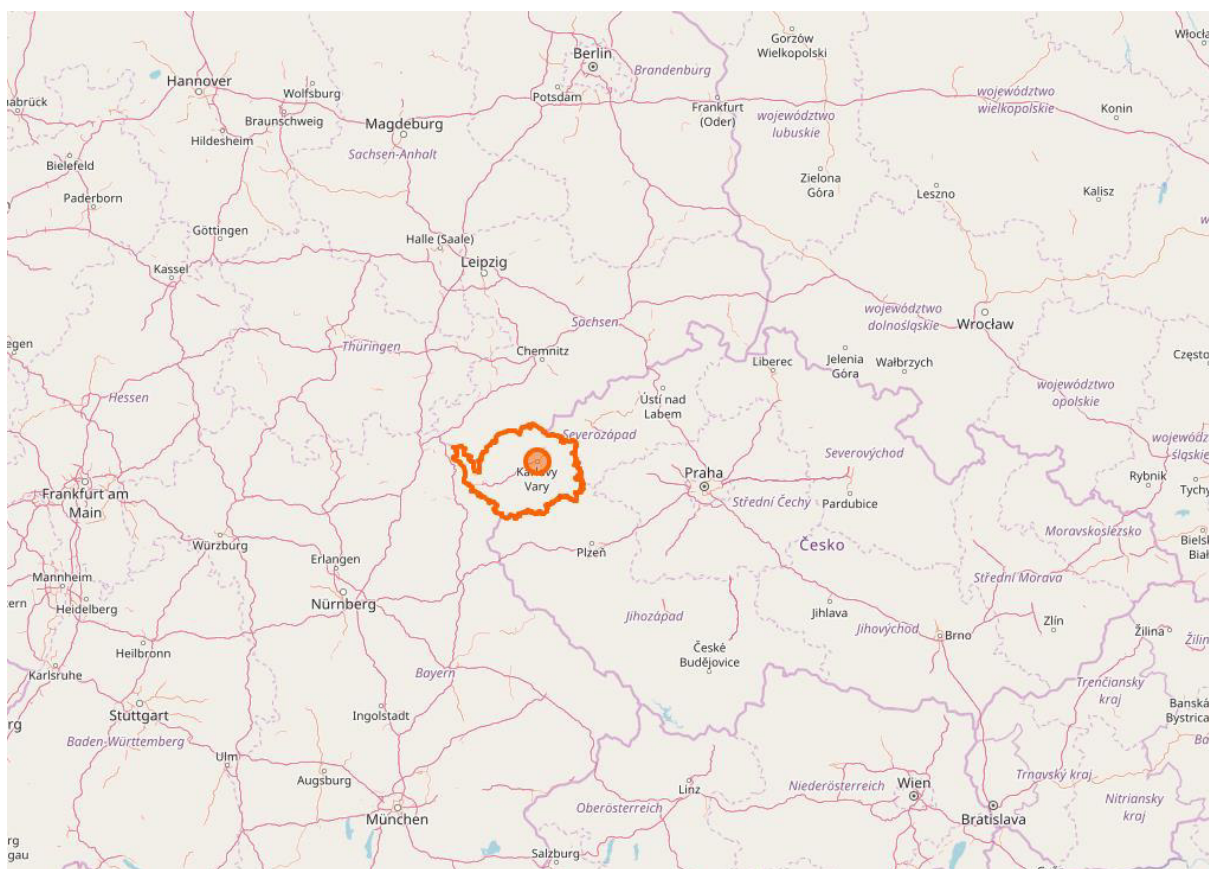 Berlin
Gorzów
Wielkopolski
Hannover
Wolfsburg
Brandenburg
Potsdam
Frankfurt
(Oder)
województwo
wielkopolskie
Konin
Braunschweig
Magdeburg
województwo
lubuskie
Hildesheim
Sachsen-Anhalt
Bielefeld
Paderborn
Zielona
Góra
Leszno
Kalisz
Göttingen
Halle (Saale)
Kassel
Leipzig
województwo
dolnośląskie
Wrocław
Sachsen
Thüringen
Chemnitz
Liberec
Jelenia
Góra
Wałbrzych
województwo
opolskie
Hessen
Ústí nad
Labem
Severozápad
Severovýchod
Karlovy
Vary
Praha
Rybnik
Frankfurt am
Main
Střední Čechy
Pardubice
Moravskoslezsko
Würzburg
Česko
Plzeň
Erlangen
Mannheim
Střední Morava
Nürnberg
Heidelberg
Jihozápad
Jihlava
Jihovýchod
Brno
Zlín
Žilina
Heilbronn
České
Budějovice
Karlsruhe
Bayern
Trenčiansky
kraj
Stuttgart
Ingolstadt
Baden-Württemberg
Ulm
Augsburg
Linz
Niederösterreich
Wien
Trnavský kraj
Oberösterreich
München
Bratislava
Nitriansky
kraj
Salzburg